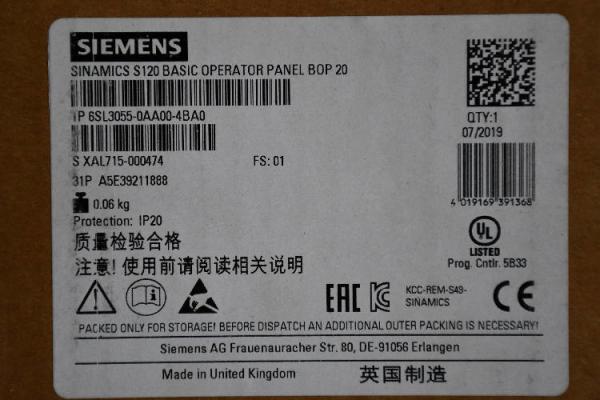 SIEMENS
SINAMICS S120 BASIC OPERATOR PANEL BOP 20
1P 6SL3055-0AA00-4BA0
QTY:1
07/2019
S XAL715-000474 FS: 01
31P A5E39211888
4 019169 391368
0.06 kg
Protection: IP20
质量检验合格
UL
LISTED
Prog. Cntlr. 5B33
注意! 使用前请阅读相关说明
EAC
KCC-REM-S49-
SINAMICS
CE
PACKED ONLY FOR STORAGE! BEFORE DISPATCH AN ADDITIONAL OUTER PACKING IS NECESSARY!
Siemens AG Frauenauracher Str. 80, DE-91056 Erlangen
Made in United Kingdom 英国制造